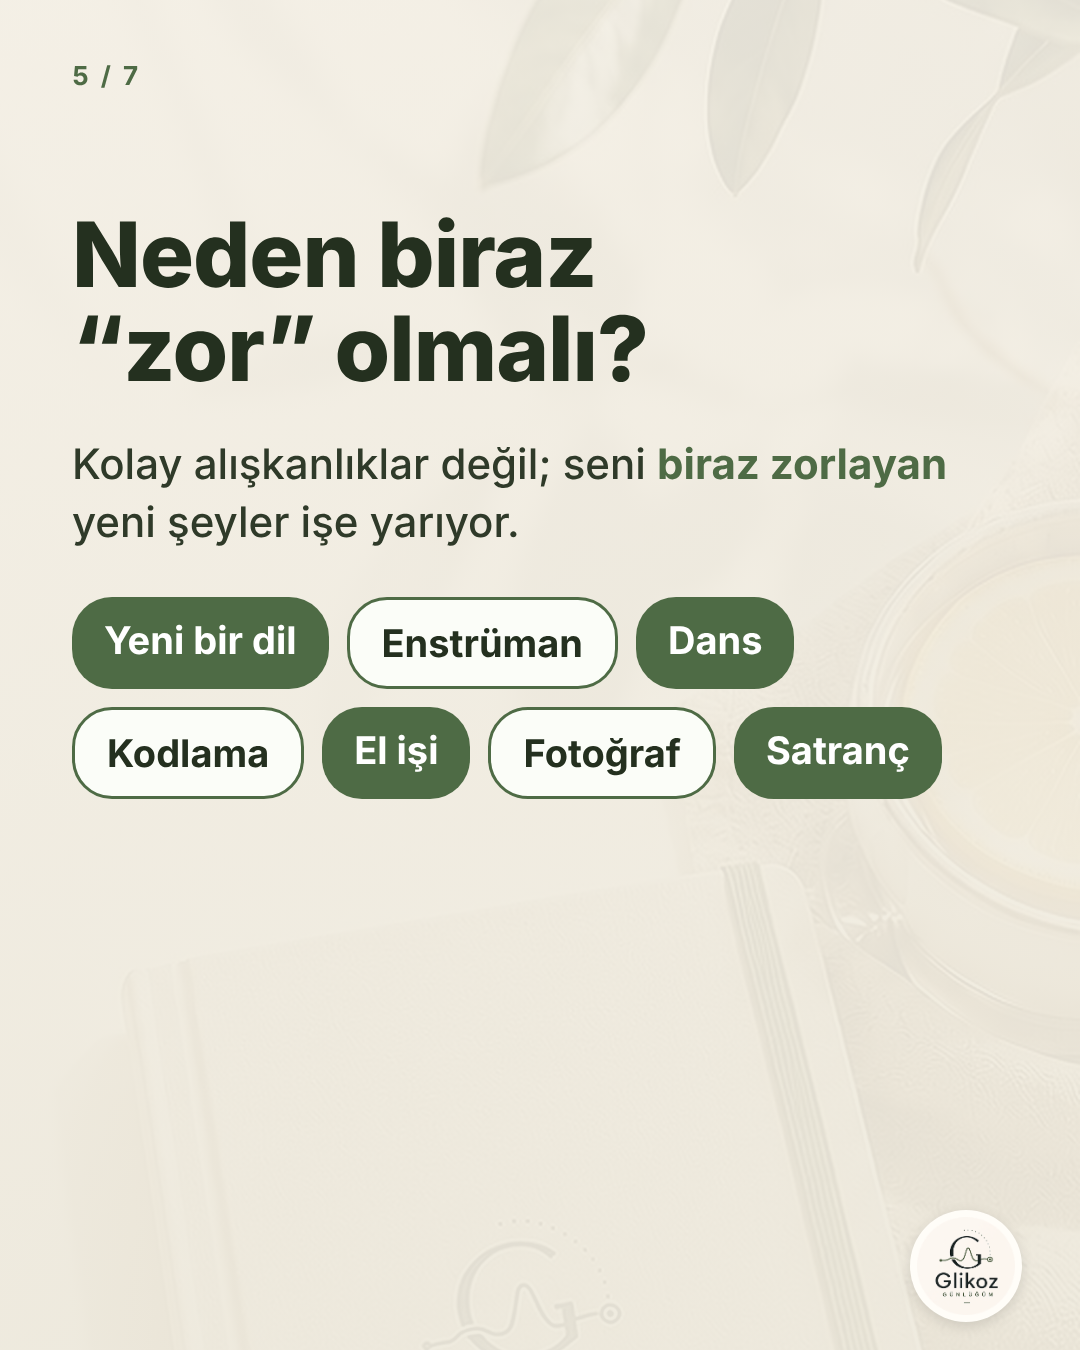 5 / 7
Neden biraz
“zor” olmalı?
Kolay alışkanlıklar değil; seni biraz zorlayan
yeni şeyler işe yarıyor.
Yeni bir dil Enstrüman Dans
Kodlama El işi Fotoğraf Satranç
G
Glikoz
GÜNLÜĞÜM